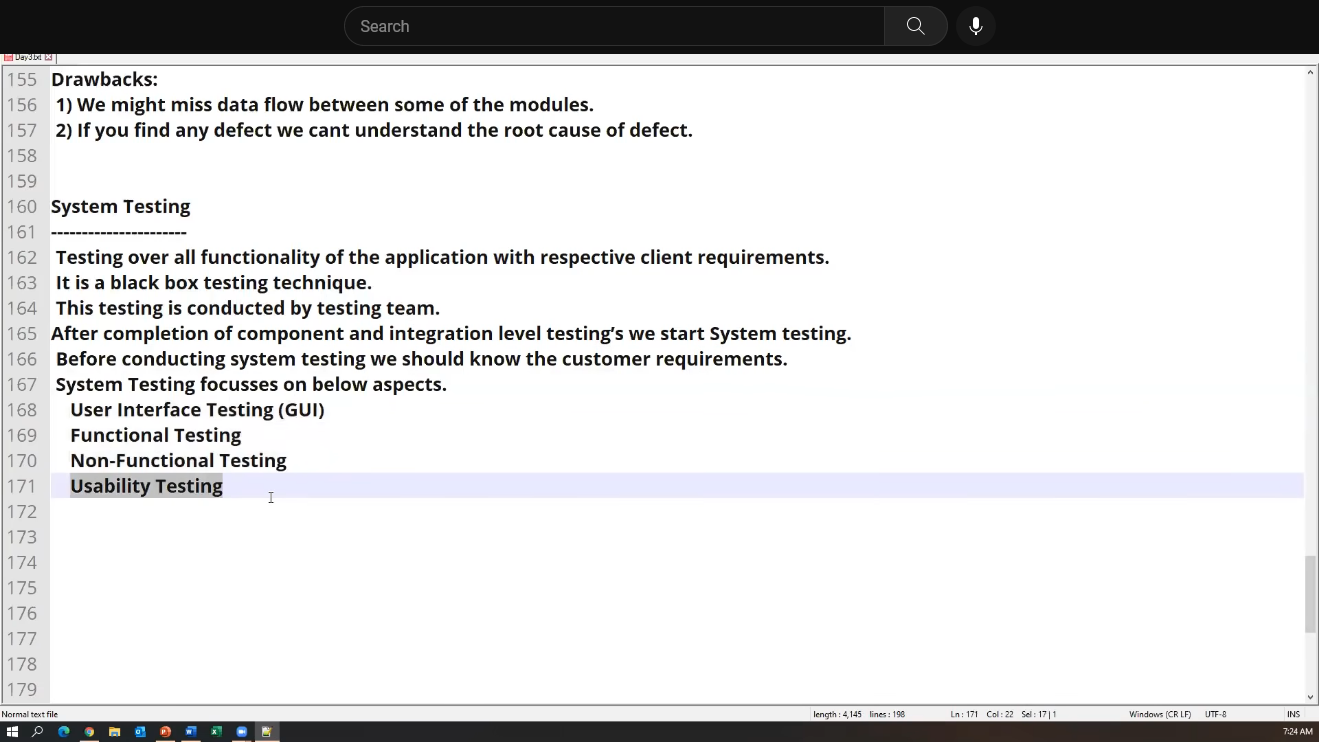 Search
Day3.txt
155 Drawbacks:
156 1) We might miss data flow between some of the modules.
157 2) If you find any defect we cant understand the root cause of defect.
158
159
160 System Testing
161 ----------------------
162 Testing over all functionality of the application with respective client requirements.
163 It is a black box testing technique.
164 This testing is conducted by testing team.
165 After completion of component and integration level testing’s we start System testing.
166 Before conducting system testing we should know the customer requirements.
167 System Testing focusses on below aspects.
168 User Interface Testing (GUI)
169 Functional Testing
170 Non-Functional Testing
171 Usability Testing
172
173
174
175
176
177
178
179
Normal text file length : 4,145 lines : 198 Ln : 171 Col : 22 Sel : 17 | 1 Windows (CR LF) UTF-8 INS
7:24 AM